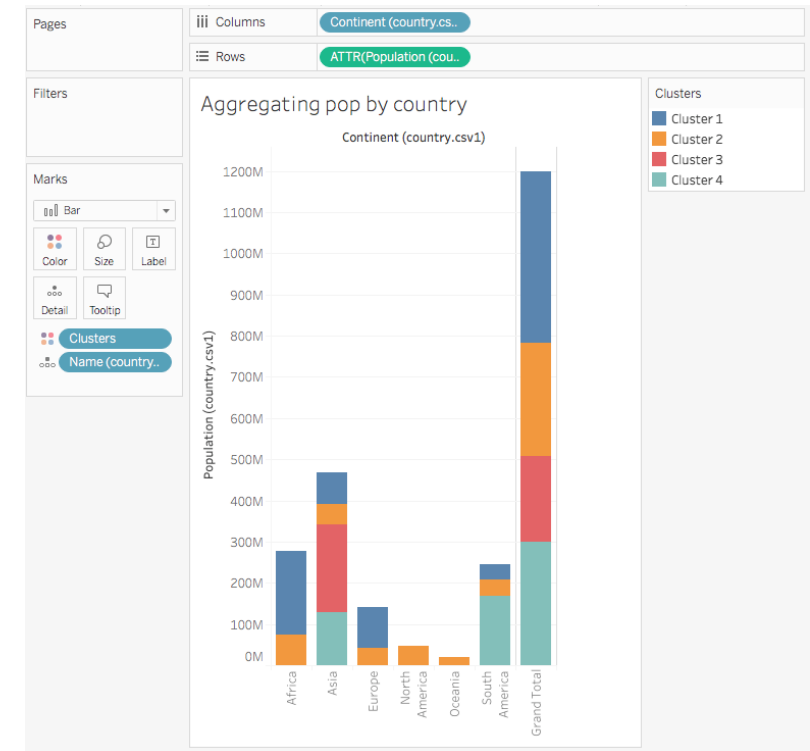 Pages
Columns
Continent (country.cs..
Rows
ATTR(Population (cou..
Filters
Marks
Bar
Color
Size
Label
Detail
Tooltip
Clusters
Name (country..
Aggregating pop by country
Continent (country.csv1)
Population (country.csv1)
1200M
1100M
1000M
900M
800M
700M
600M
500M
400M
300M
200M
100M
0M
Africa
Asia
Europe
North
America
Oceania
South
America
Grand Total
Clusters
Cluster 1
Cluster 2
Cluster 3
Cluster 4